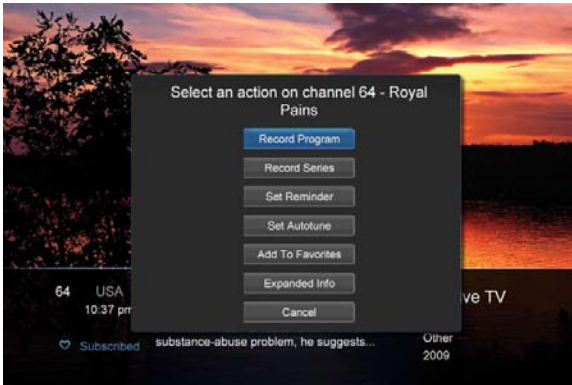 Select an action on channel 64 - Royal
Pains
Record Program
Record Series
Set Reminder
Set Autotune
Add To Favorites
Expanded Info
Cancel
64 USA
ve TV
10:37 pm
Subscribed
substance-abuse problem, he suggests...
Other
2009